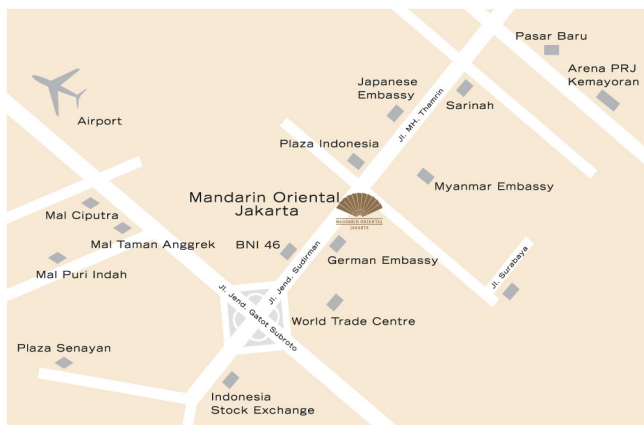 Pasar Baru
Arena PRJ
Kemayoran
Japanese
Embassy
Sarinah
Jl. MH. Thamrin
Airport
Plaza Indonesia
Myanmar Embassy
Mandarin Oriental
Jakarta
MANDARIN ORIENTAL
JAKARTA
Mal Ciputra
Mal Taman Anggrek
BNI 46
German Embassy
Mal Puri Indah
Jl. Jend. Sudirman
Jl. Surabaya
Jl. Jend. Gatot Subroto
World Trade Centre
Plaza Senayan
Indonesia
Stock Exchange